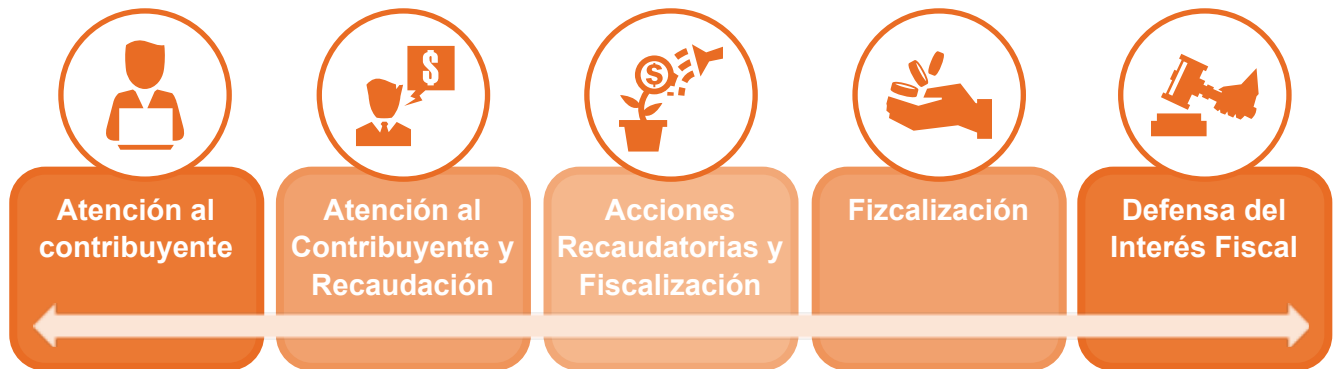 $
$
Atención al
contribuyente
Atención al
Contribuyente y
Recaudación
Acciones
Recaudatorias y
Fiscalización
Fizcalización
Defensa del
Interés Fiscal